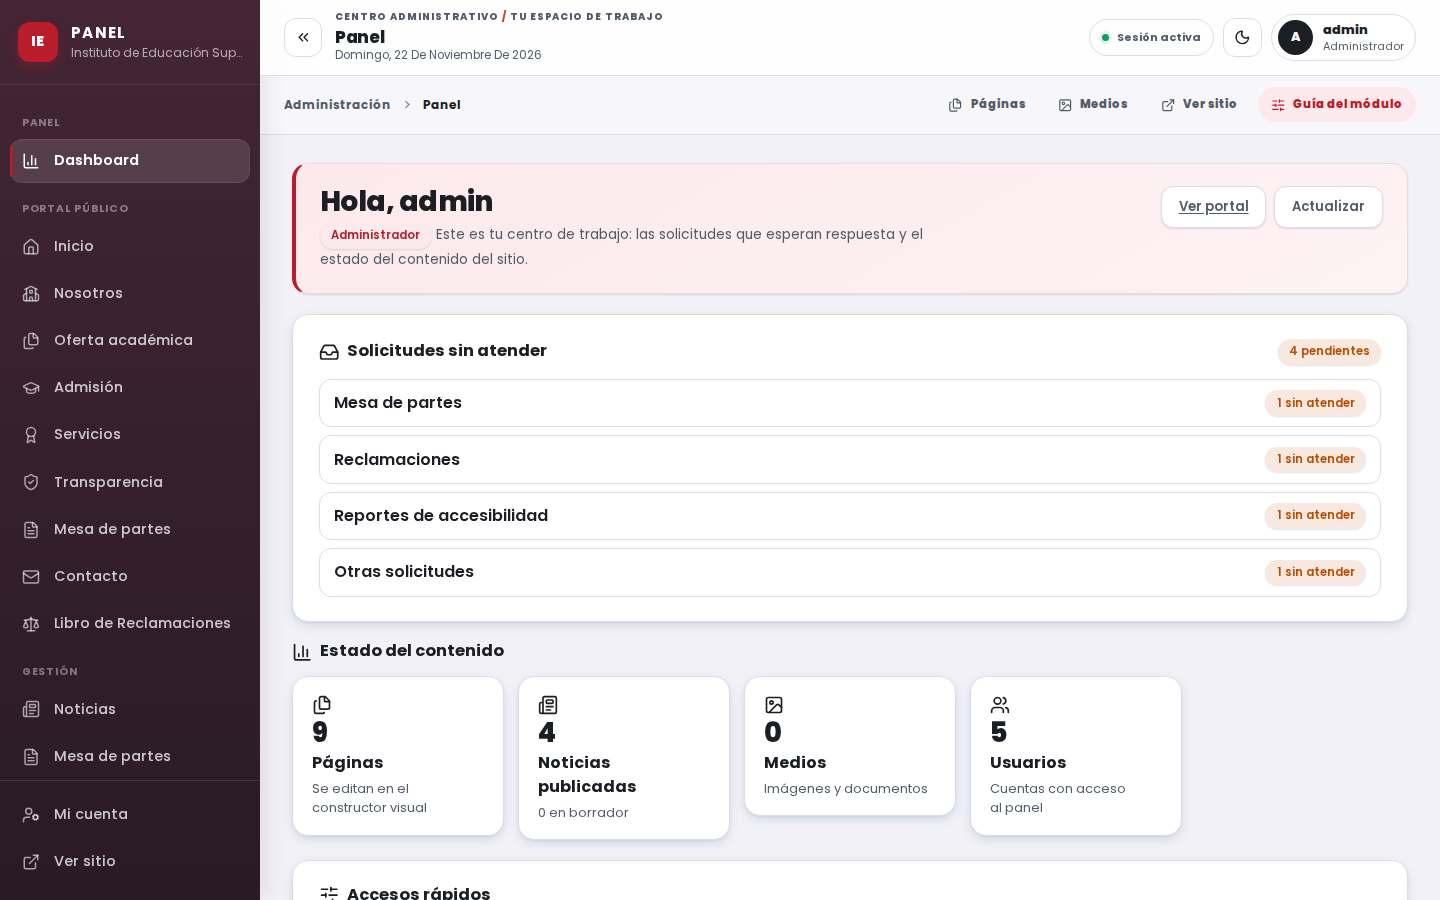 IE
PANEL
Instituto de Educación Sup...
PANEL
Dashboard
PORTAL PÚBLICO
Inicio
Nosotros
Oferta académica
Admisión
Servicios
Transparencia
Mesa de partes
Contacto
Libro de Reclamaciones
GESTIÓN
Noticias
Mesa de partes
Mi cuenta
Ver sitio
CENTRO ADMINISTRATIVO / TU ESPACIO DE TRABAJO
Panel
Domingo, 22 De Noviembre De 2026
Sesión activa
A
admin
Administrador
Administración > Panel
Páginas
Medios
Ver sitio
Guía del módulo
Hola, admin
Administrador Este es tu centro de trabajo: las solicitudes que esperan respuesta y el
estado del contenido del sitio.
Ver portal
Actualizar
Solicitudes sin atender
4 pendientes
Mesa de partes
1 sin atender
Reclamaciones
1 sin atender
Reportes de accesibilidad
1 sin atender
Otras solicitudes
1 sin atender
Estado del contenido
9
Páginas
Se editan en el
constructor visual
4
Noticias
publicadas
0 en borrador
0
Medios
Imágenes y documentos
5
Usuarios
Cuentas con acceso
al panel
Accesos rápidos